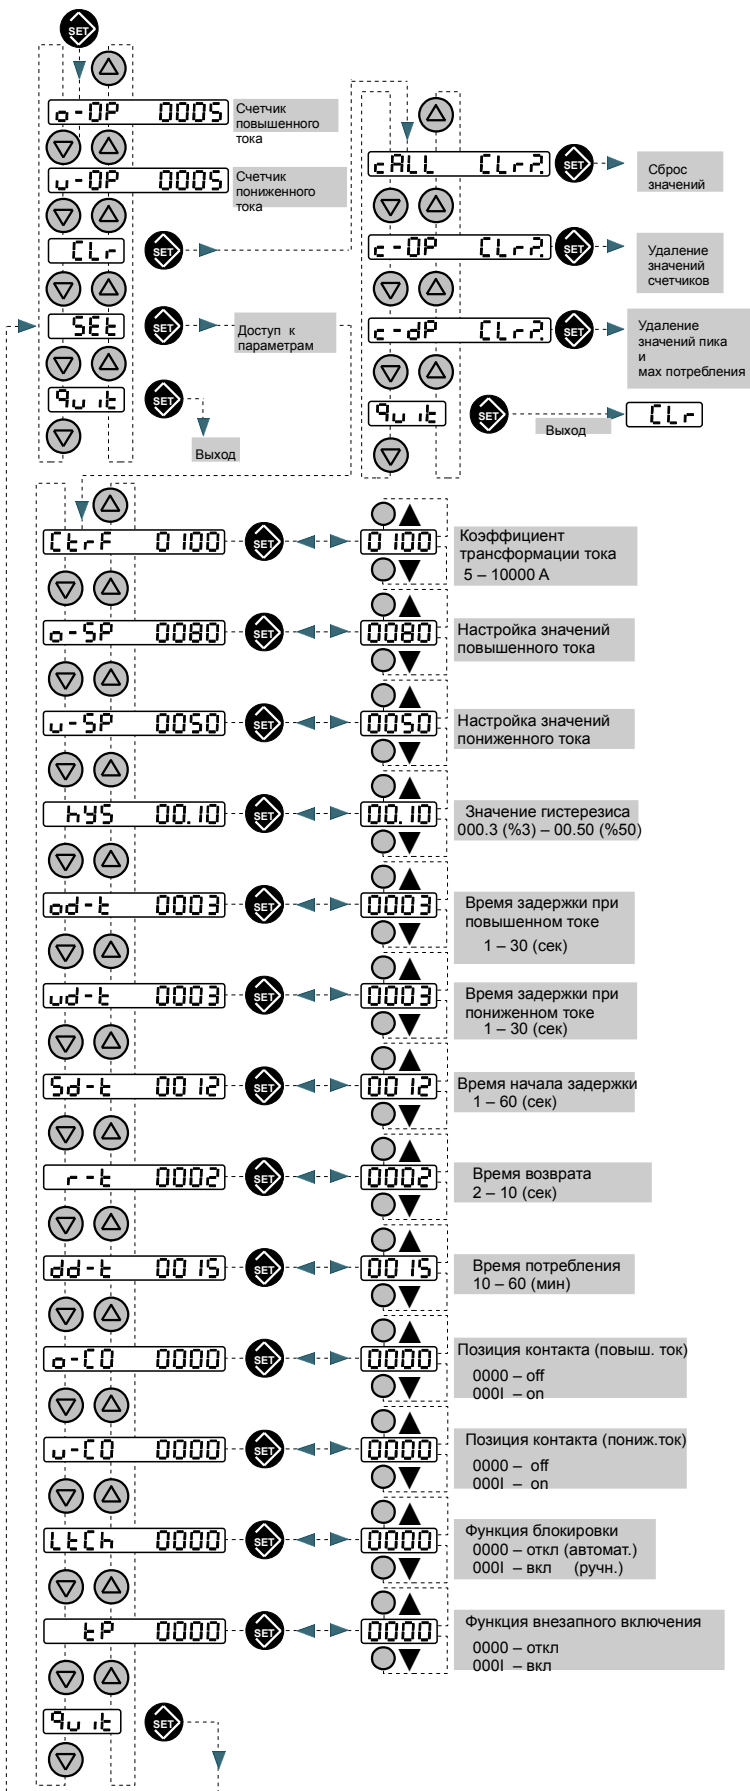 SET
o-OP 0005
Счетчик
повышенного
тока
u-OP 0005
Счетчик
пониженного
тока
CLr
SET
SEt
SET
Доступ к
параметрам
quit
SET
Выход
cALL CLr?
SET
Сброс
значений
c-OP CLr?
SET
Удаление
значений
счетчиков
c-dP CLr?
SET
Удаление
значений пика
и
мах потребления
quit
SET
Выход
CLr
CtrF 0100
SET
0100
Коэффициент
трансформации тока
5 – 10000 А
o-SP 0080
SET
0080
Настройка значений
повышенного тока
u-SP 0050
SET
0050
Настройка значений
пониженного тока
hYS 00.10
SET
00.10
Значение гистерезиса
000.3 (%3) – 00.50 (%50)
od-t 0003
SET
0003
Время задержки при
повышенном токе
1 – 30 (сек)
ud-t 0003
SET
0003
Время задержки при
пониженном токе
1 – 30 (сек)
Sd-t 0012
SET
0012
Время начала задержки
1 – 60 (сек)
r-t 0002
SET
0002
Время возврата
2 – 10 (сек)
dd-t 0015
SET
0015
Время потребления
10 – 60 (мин)
o-CO 0000
SET
0000
Позиция контакта (повыш. ток)
0000 – off
000I – on
u-CO 0000
SET
0000
Позиция контакта (пониж.ток)
0000 – off
000I – on
LtCh 0000
SET
0000
Функция блокировки
0000 – откл (автомат.)
000I – вкл (ручн.)
tP 0000
SET
0000
Функция внезапного включения
0000 – откл
000I – вкл
quit
SET